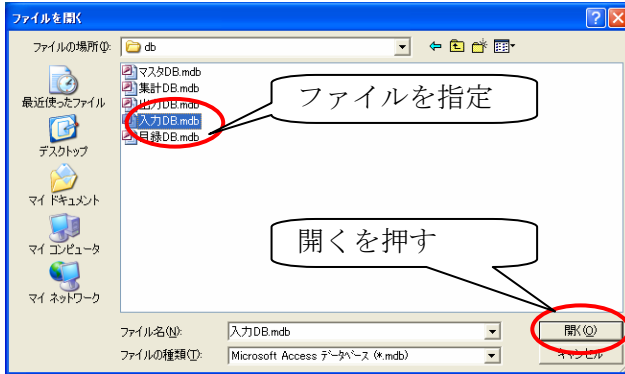 ファイルを開く
ファイルの場所(I):
db
マスタDB.mdb
集計DB.mdb
出力DB.mdb
入力DB.mdb
目録DB.mdb
ファイルを指定
最近使ったファイル
デスクトップ
マイ ドキュメント
マイ コンピュータ
マイ ネットワーク
開くを押す
ファイル名(N):
入力DB.mdb
開く(O)
ファイルの種類(T):
Microsoft Access データベース (*.mdb)
キャンセル